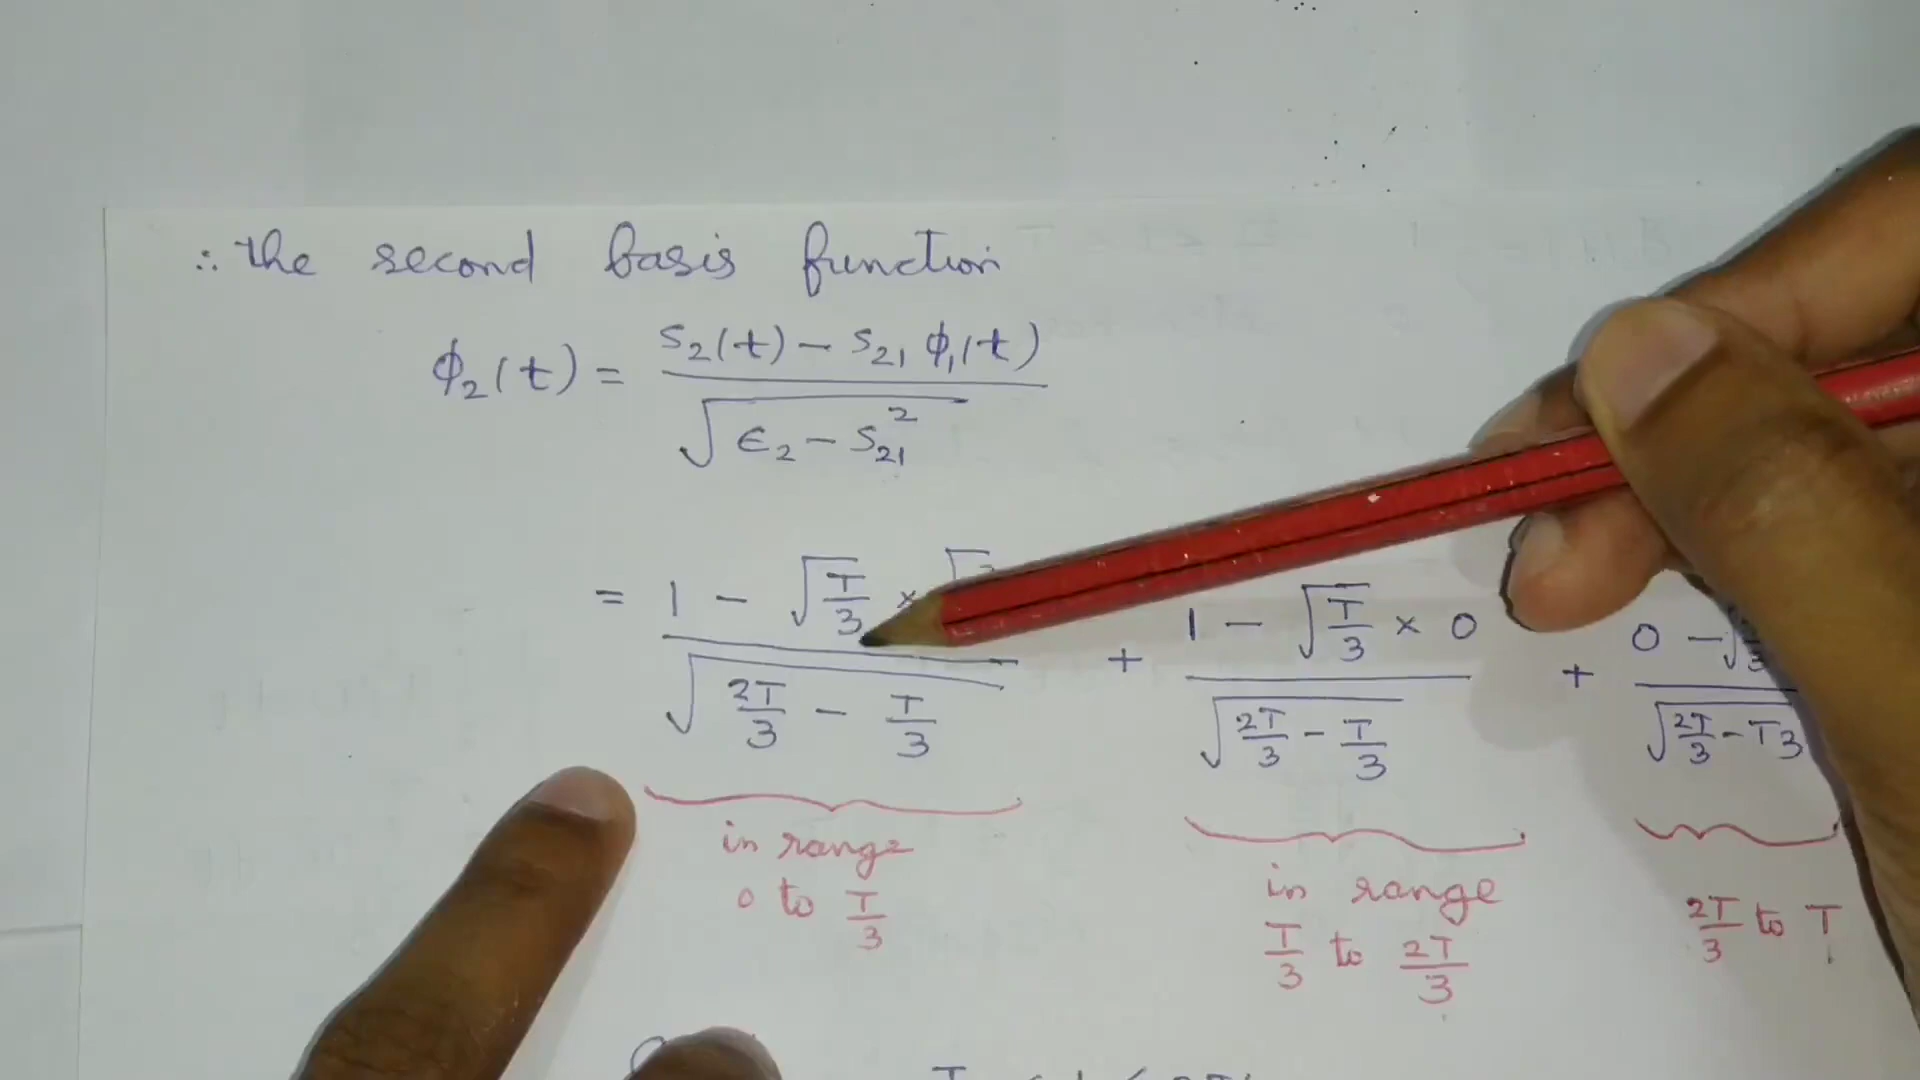 ∴ the second basis function
ϕ₂(t) = (s₂(t) − s₂₁ ϕ₁(t)) / √(ϵ₂ − s₂₁²)
= (1 − √(T/3) × √) / √(2T/3 − T/3) + (1 − √(T/3) × 0) / √(2T/3 − T/3) + (0 − √) / √(2T/3 − T3)
in range 0 to T/3
in range T/3 to 2T/3
2T/3 to T